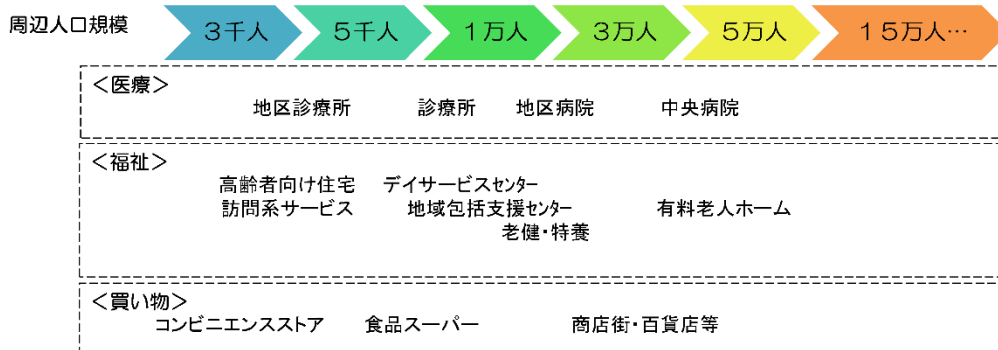 周辺人口規模 3千人 5千人 1万人 3万人 5万人 15万人…
＜医療＞
地区診療所 診療所 地区病院 中央病院
＜福祉＞
高齢者向け住宅 デイサービスセンター
訪問系サービス 地域包括支援センター 有料老人ホーム
老健・特養
＜買い物＞
コンビニエンスストア 食品スーパー 商店街・百貨店等